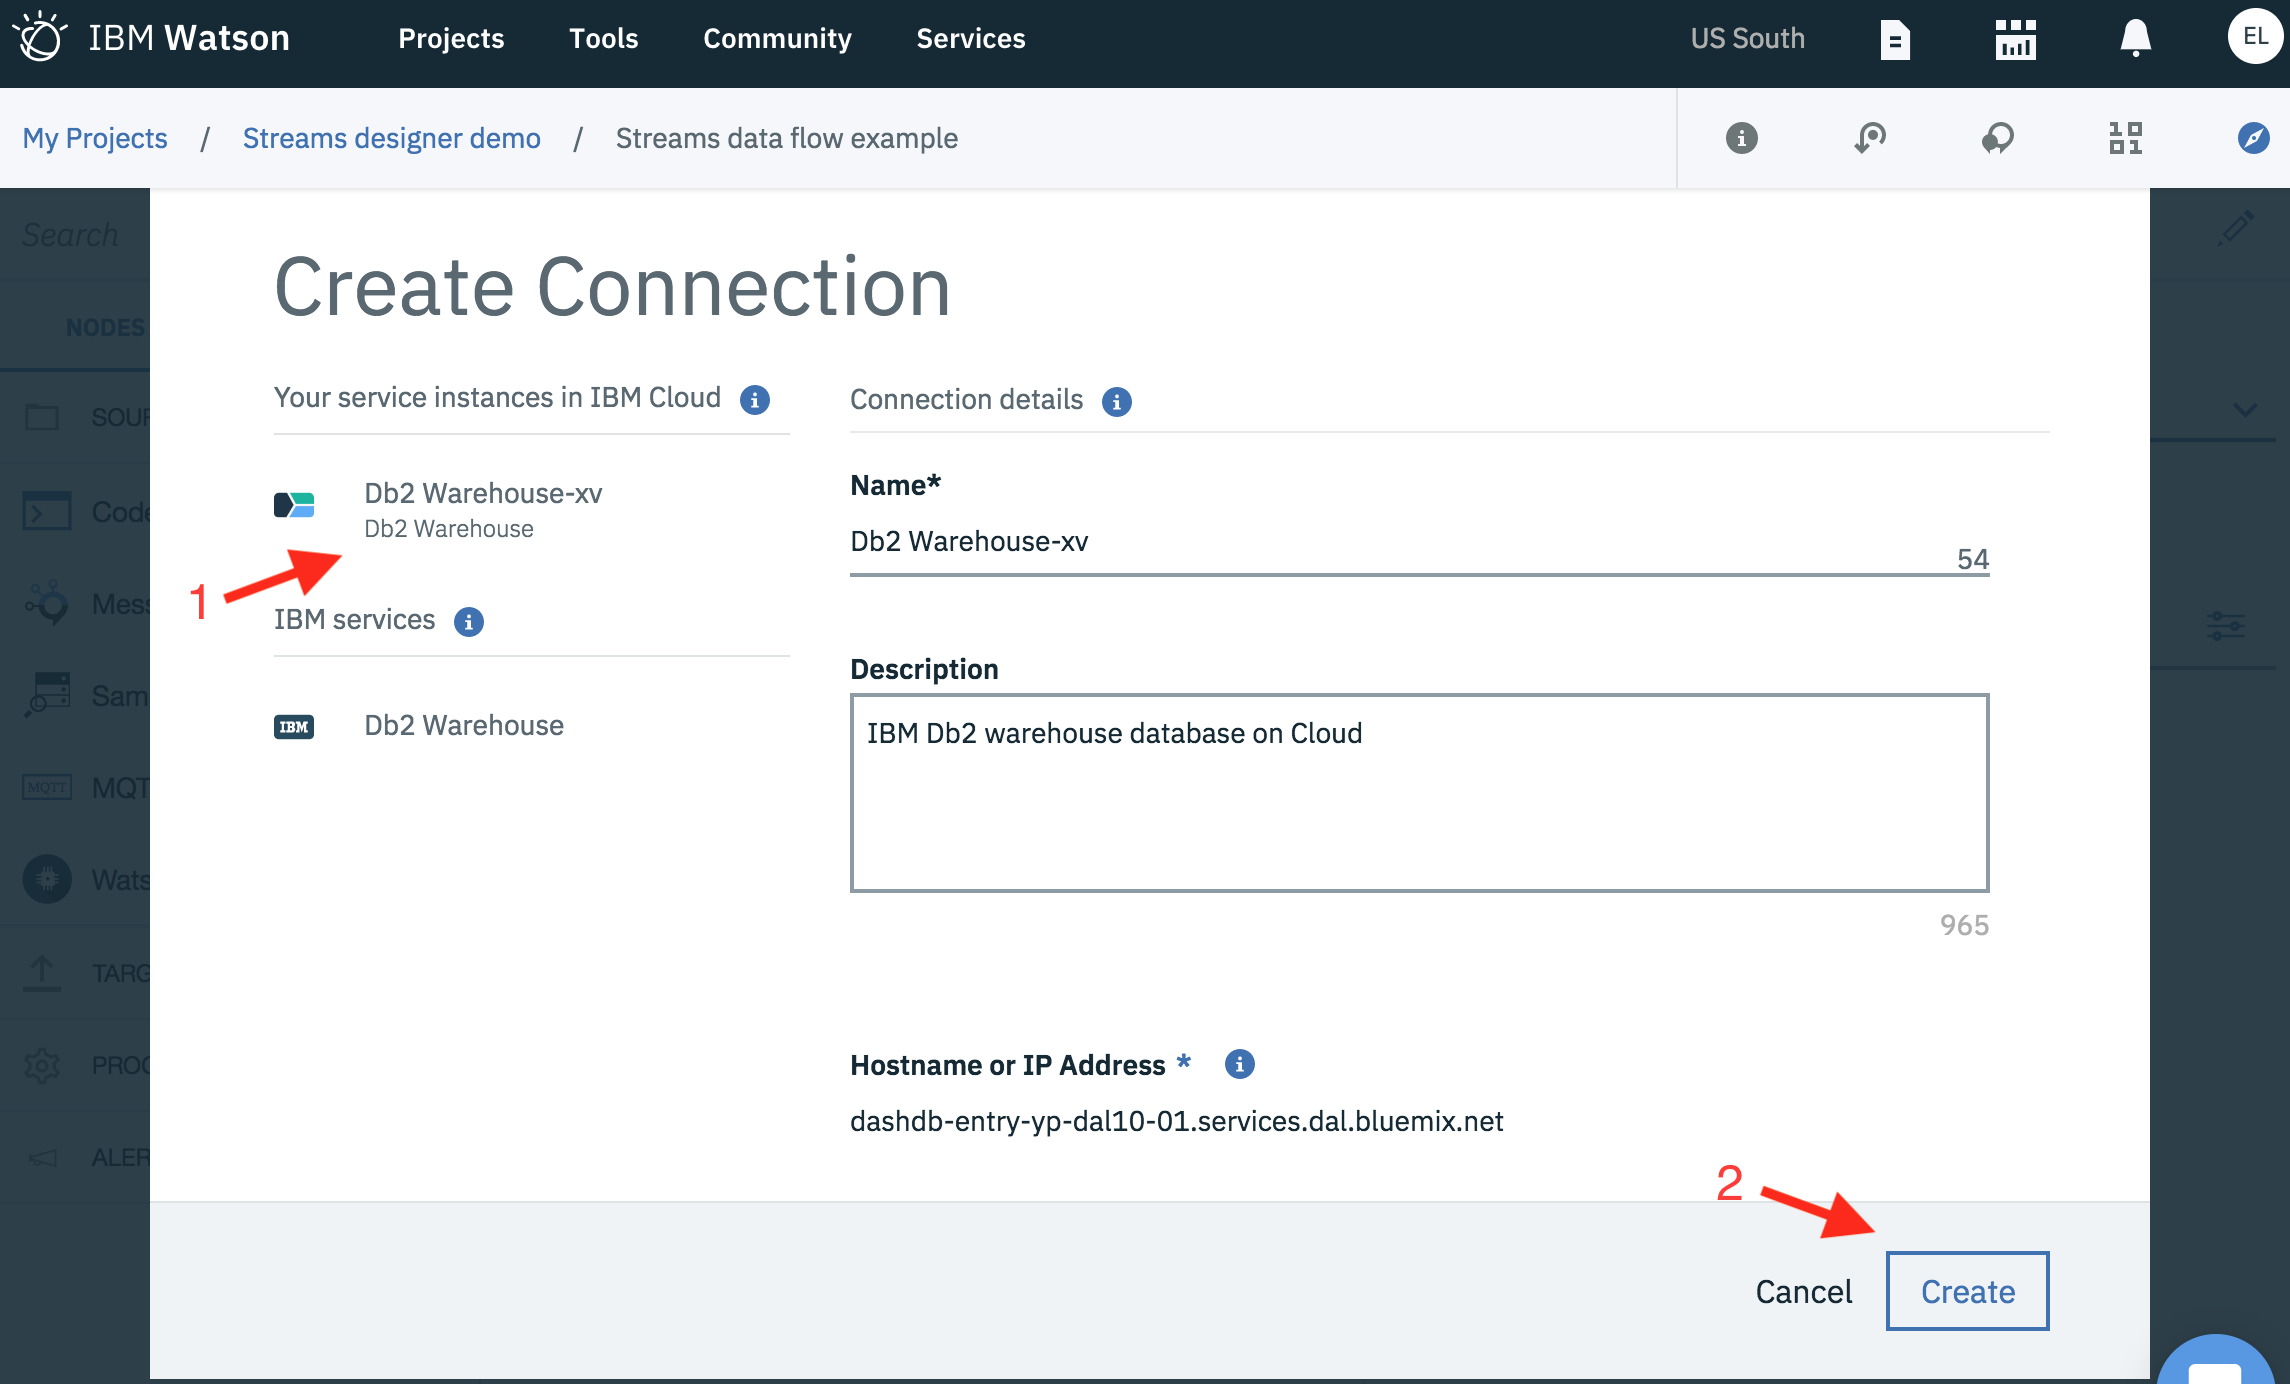 IBM Watson
Projects
Tools
Community
Services
US South
EL
My Projects / Streams designer demo / Streams data flow example
Search
NODES
SOUR
Code
Mess
Sam
MQTT
MQT
Wats
TARG
PROC
ALER
Create Connection
Your service instances in IBM Cloud
Db2 Warehouse-xv
Db2 Warehouse
1
IBM services
IBM
Db2 Warehouse
Connection details
Name*
Db2 Warehouse-xv
54
Description
IBM Db2 warehouse database on Cloud
965
Hostname or IP Address *
dashdb-entry-yp-dal10-01.services.dal.bluemix.net
2
Cancel
Create